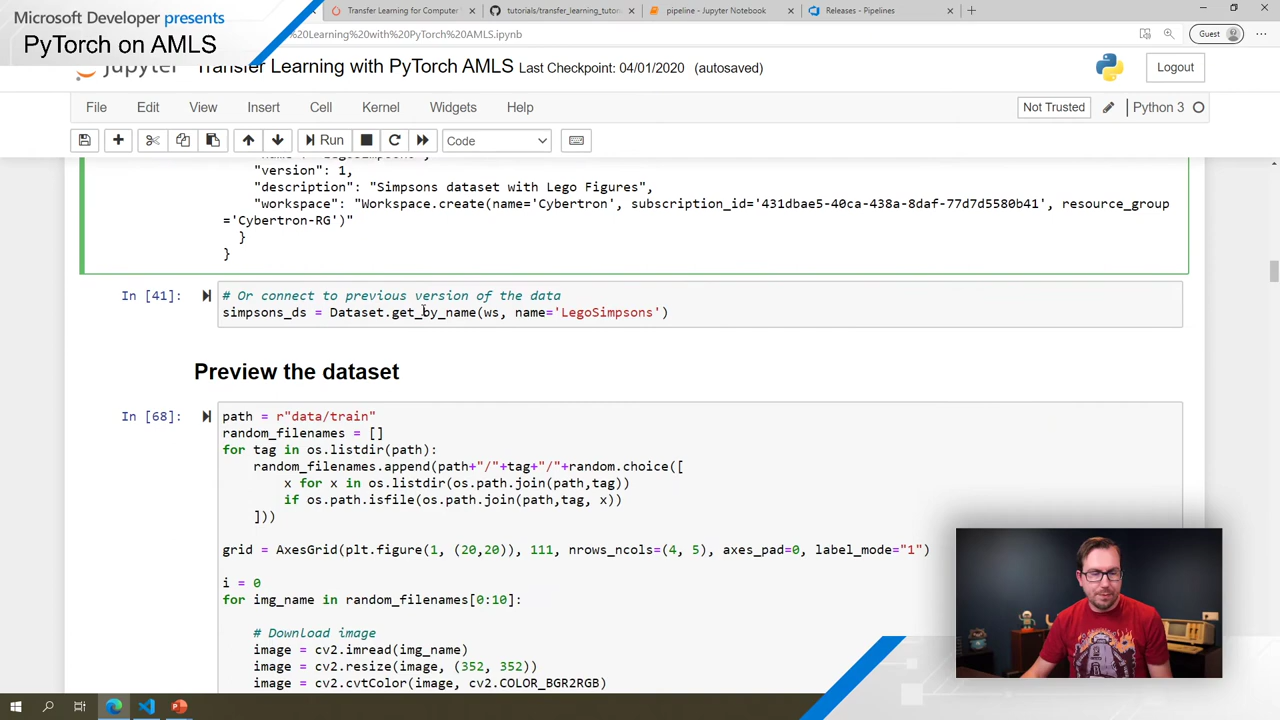 Microsoft Developer presents
PyTorch on AMLS
Transfer Learning for Computer
tutorials/transfer_learning_tutor
pipeline - Jupyter Notebook
Releases - Pipelines
%20Learning%20with%20PyTorch%20AMLS.ipynb
Guest
Jupyter
Transfer Learning with PyTorch AMLS Last Checkpoint: 04/01/2020 (autosaved)
Logout
File Edit View Insert Cell Kernel Widgets Help
Not Trusted
Python 3
Run
Code
"version": 1,
"description": "Simpsons dataset with Lego Figures",
"workspace": "Workspace.create(name='Cybertron', subscription_id='431dbae5-40ca-438a-8daf-77d7d5580b41', resource_group
='Cybertron-RG')"
}
}
In [41]:
# Or connect to previous version of the data
simpsons_ds = Dataset.get_by_name(ws, name='LegoSimpsons')
Preview the dataset
In [68]:
path = r"data/train"
random_filenames = []
for tag in os.listdir(path):
random_filenames.append(path+"/"+tag+"/"+random.choice([
x for x in os.listdir(os.path.join(path,tag))
if os.path.isfile(os.path.join(path,tag, x))
]))
grid = AxesGrid(plt.figure(1, (20,20)), 111, nrows_ncols=(4, 5), axes_pad=0, label_mode="1")
i = 0
for img_name in random_filenames[0:10]:
# Download image
image = cv2.imread(img_name)
image = cv2.resize(image, (352, 352))
image = cv2.cvtColor(image, cv2.COLOR_BGR2RGB)